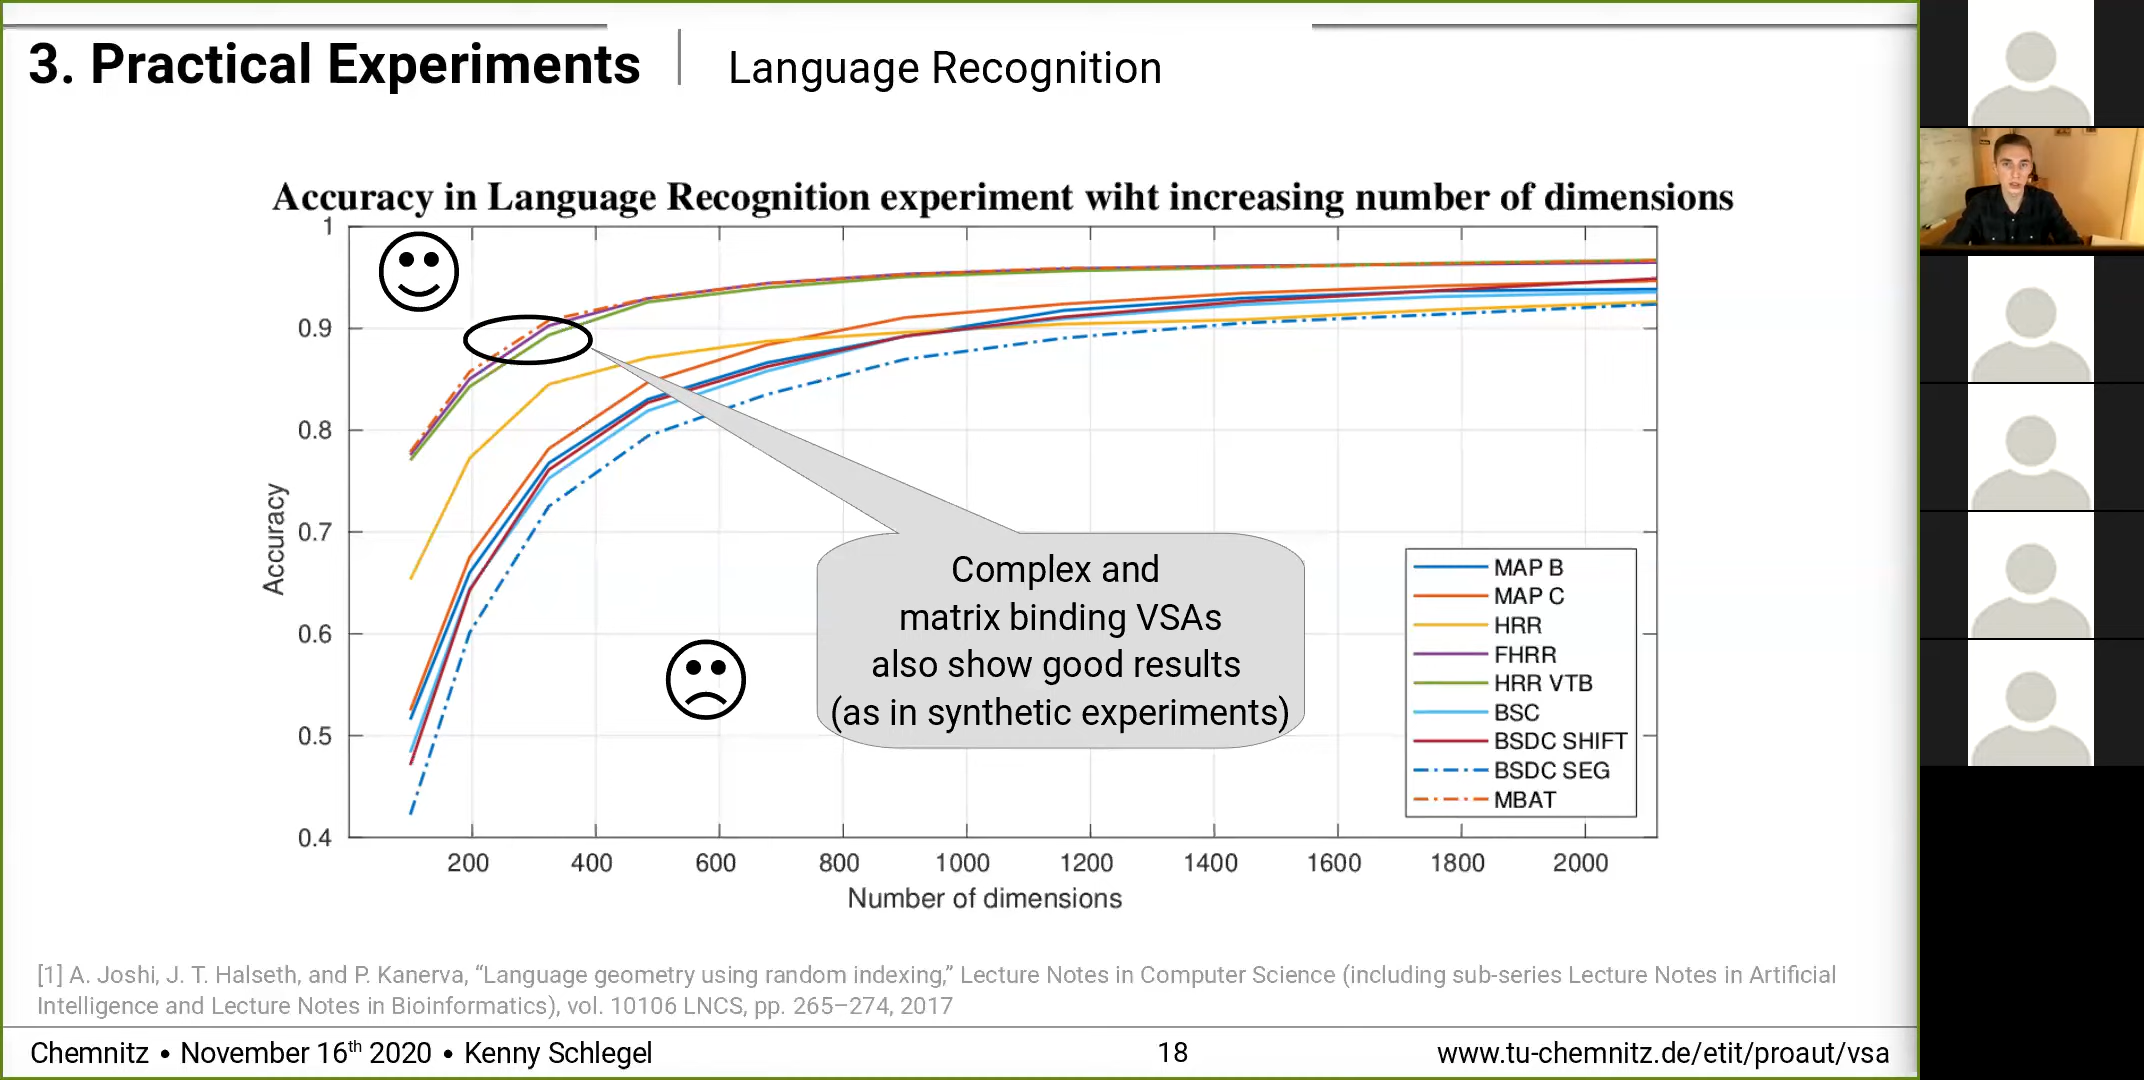 3. Practical Experiments
Language Recognition
Accuracy in Language Recognition experiment wiht increasing number of dimensions
1
0.9
0.8
0.7
0.6
0.5
0.4
Accuracy
200 400 600 800 1000 1200 1400 1600 1800 2000
Number of dimensions
Complex and
matrix binding VSAs
also show good results
(as in synthetic experiments)
MAP B
MAP C
HRR
FHRR
HRR VTB
BSC
BSDC SHIFT
BSDC SEG
MBAT
[1] A. Joshi, J. T. Halseth, and P. Kanerva, “Language geometry using random indexing,” Lecture Notes in Computer Science (including sub-series Lecture Notes in Artificial
Intelligence and Lecture Notes in Bioinformatics), vol. 10106 LNCS, pp. 265–274, 2017
Chemnitz • November 16th 2020 • Kenny Schlegel
18
www.tu-chemnitz.de/etit/proaut/vsa